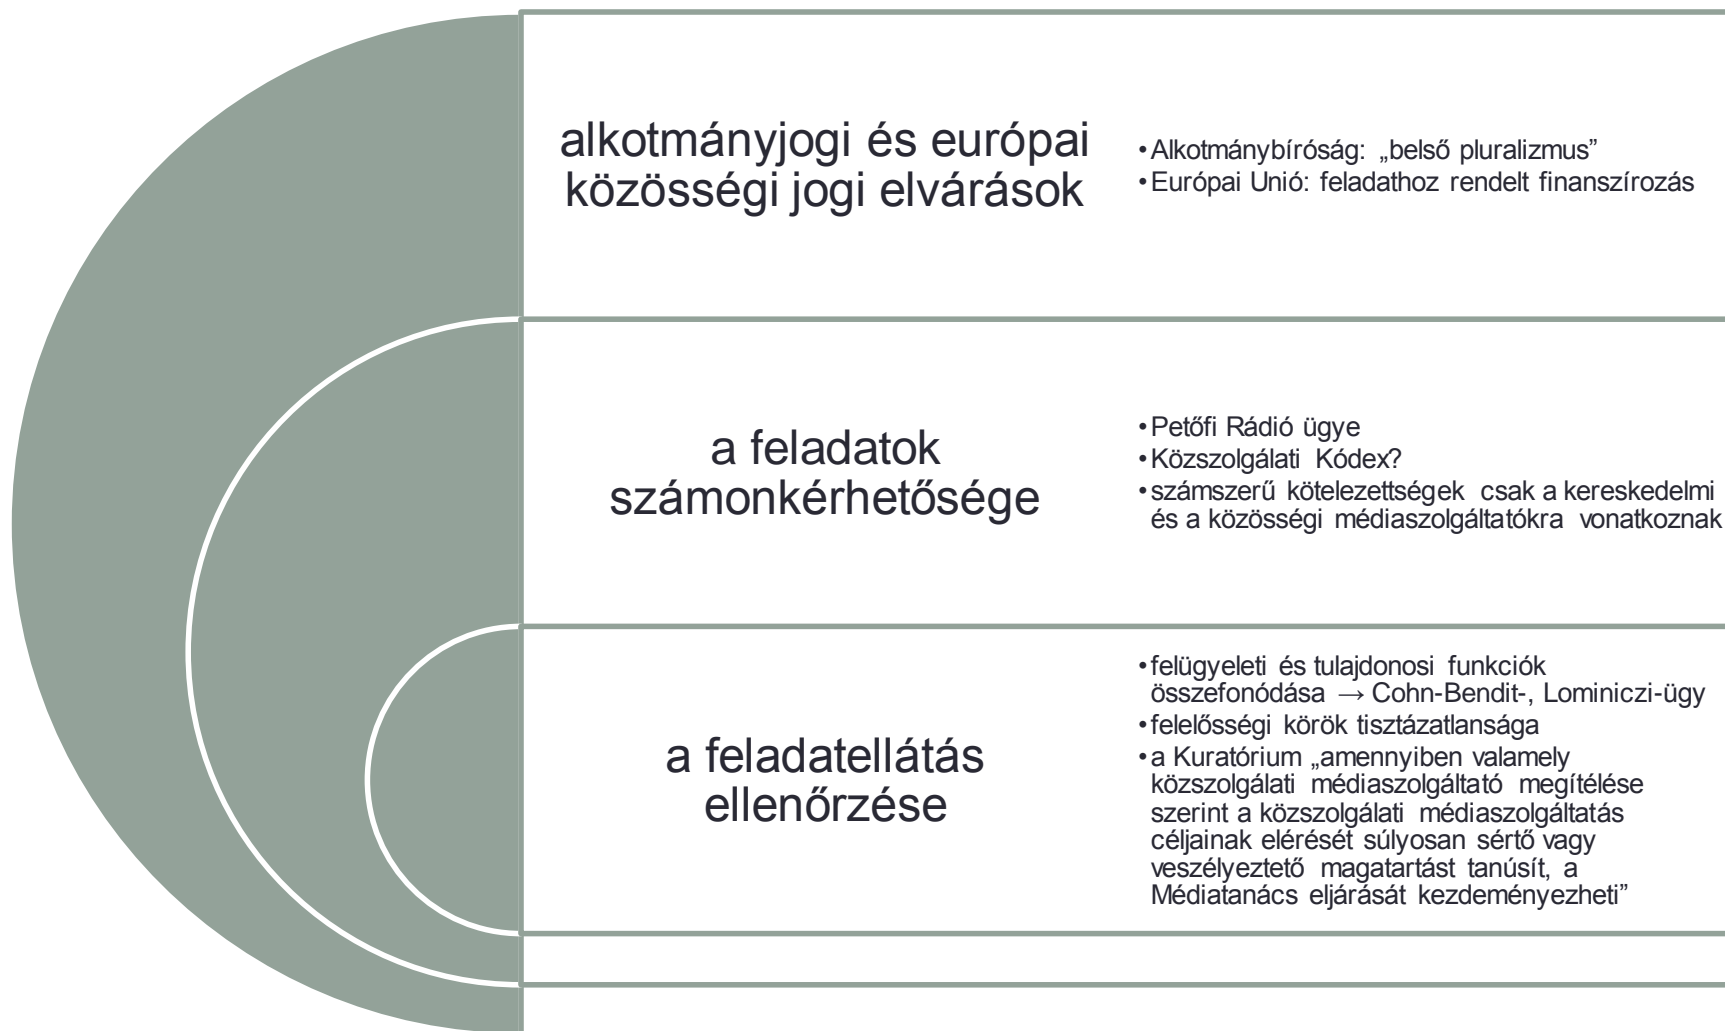 alkotmányjogi és európai
közösségi jogi elvárások
•Alkotmánybíróság: „belső pluralizmus”
•Európai Unió: feladathoz rendelt finanszírozás
a feladatok
számonkérhetősége
•Petőfi Rádió ügye
•Közszolgálati Kódex?
•számszerű kötelezettségek csak a kereskedelmi
és a közösségi médiaszolgáltatókra vonatkoznak
a feladatellátás
ellenőrzése
•felügyeleti és tulajdonosi funkciók
összefonódása → Cohn-Bendit-, Lominiczi-ügy
•felelősségi körök tisztázatlansága
•a Kuratórium „amennyiben valamely
közszolgálati médiaszolgáltató megítélése
szerint a közszolgálati médiaszolgáltatás
céljainak elérését súlyosan sértő vagy
veszélyeztető magatartást tanúsít, a
Médiatanács eljárását kezdeményezheti”